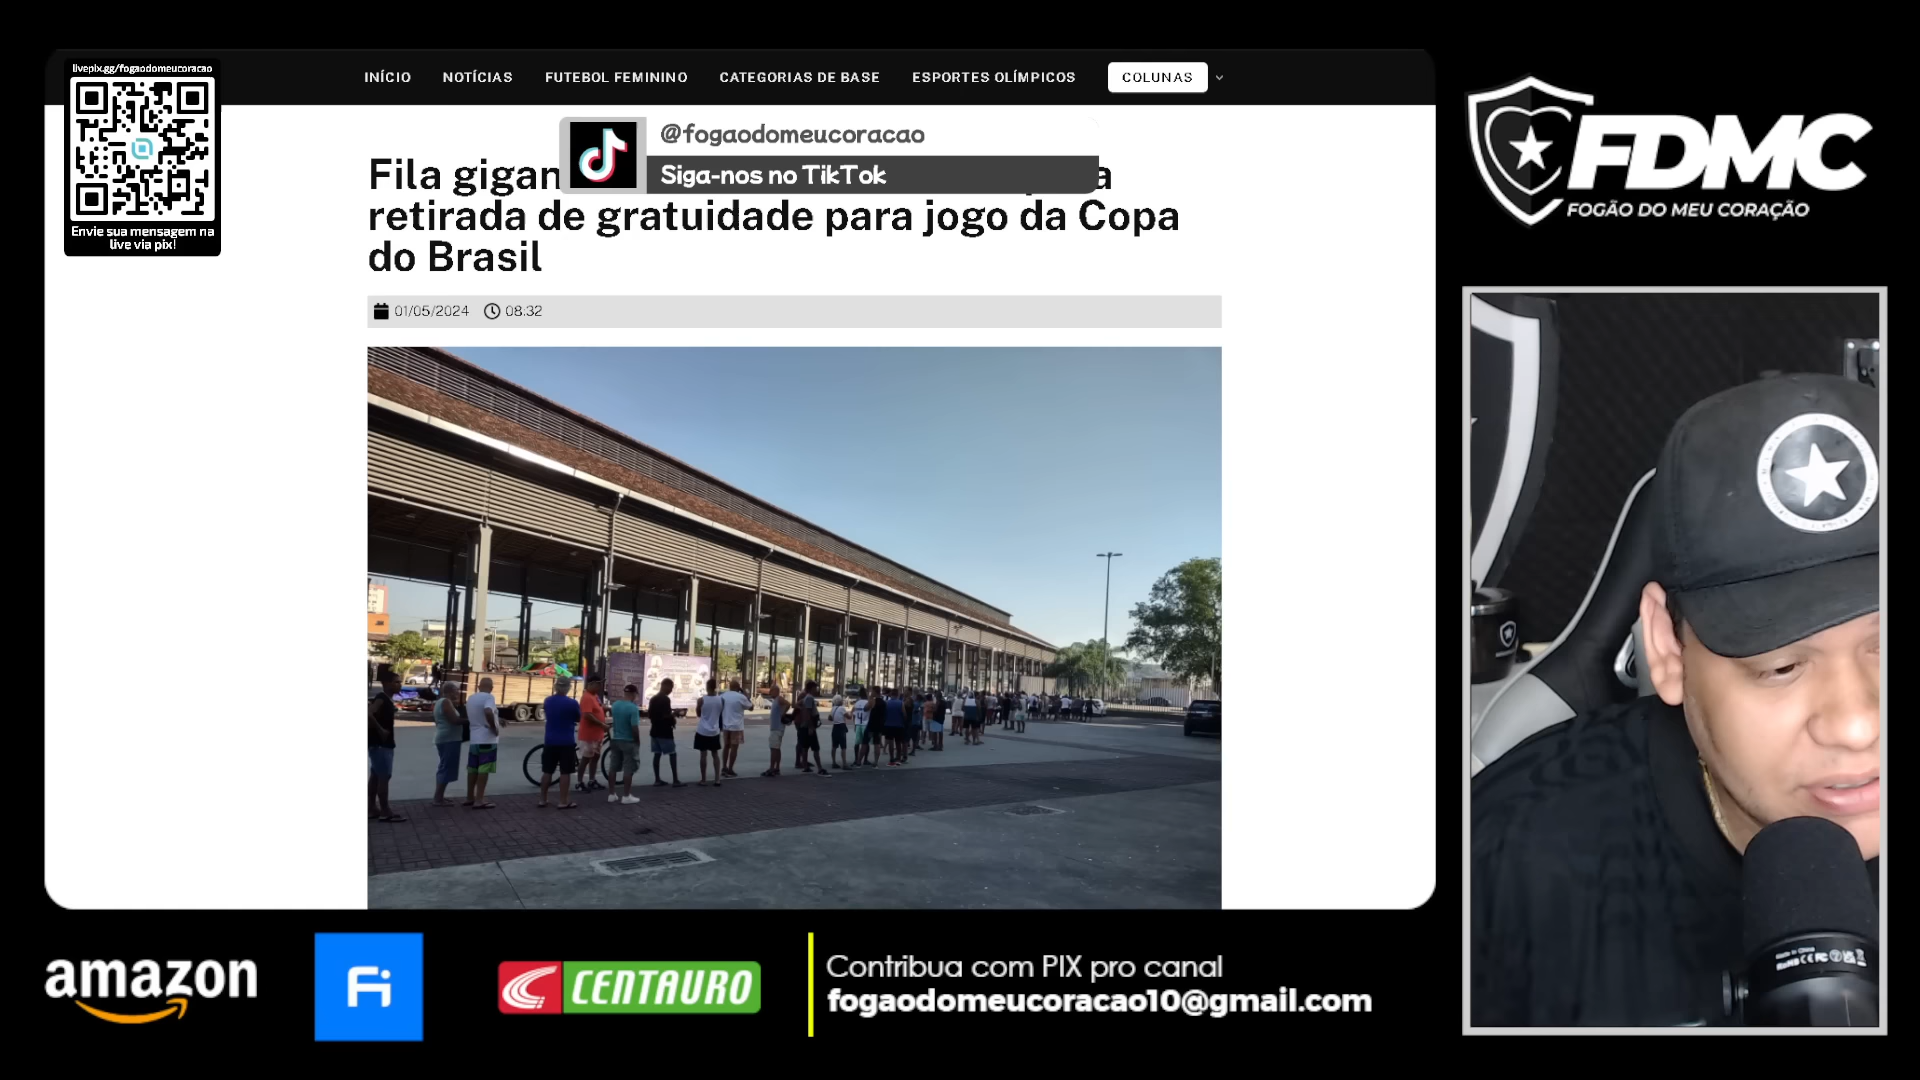 livepix.gg/fogaodomeucoracao
Envie sua mensagem na
live via pix!
INÍCIO NOTÍCIAS FUTEBOL FEMININO CATEGORIAS DE BASE ESPORTES OLÍMPICOS COLUNAS
@fogaodomeucoracao
Siga-nos no TikTok
Fila
retirada de gratuidade para jogo da Copa
do Brasil
01/05/2024 08:32
FDMC
FOGÃO DO MEU CORAÇÃO
amazon
Fi
CENTAURO
Contribua com PIX pro canal
fogaodomeucoracao10@gmail.com